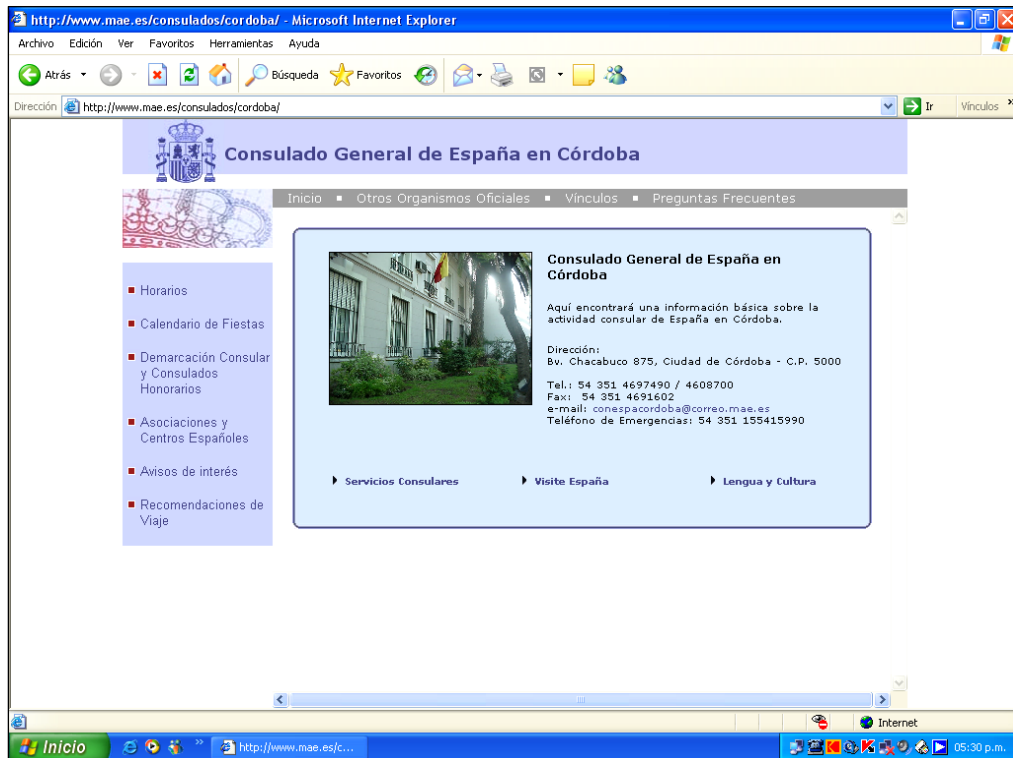 http://www.mae.es/consulados/cordoba/ - Microsoft Internet Explorer
Archivo Edición Ver Favoritos Herramientas Ayuda
Atrás Búsqueda Favoritos
Dirección http://www.mae.es/consulados/cordoba/ Ir Vínculos »
Consulado General de España en Córdoba
Inicio ▪ Otros Organismos Oficiales ▪ Vínculos ▪ Preguntas Frecuentes
Horarios
Calendario de Fiestas
Demarcación Consular
y Consulados
Honorarios
Asociaciones y
Centros Españoles
Avisos de interés
Recomendaciones de
Viaje
Consulado General de España en
Córdoba
Aquí encontrará una información básica sobre la
actividad consular de España en Córdoba.
Dirección:
Bv. Chacabuco 875, Ciudad de Córdoba - C.P. 5000
Tel.: 54 351 4697490 / 4608700
Fax: 54 351 4691602
e-mail: conespacordoba@correo.mae.es
Teléfono de Emergencias: 54 351 155415990
Servicios Consulares Visite España Lengua y Cultura
Internet
Inicio » http://www.mae.es/c... 05:30 p.m.